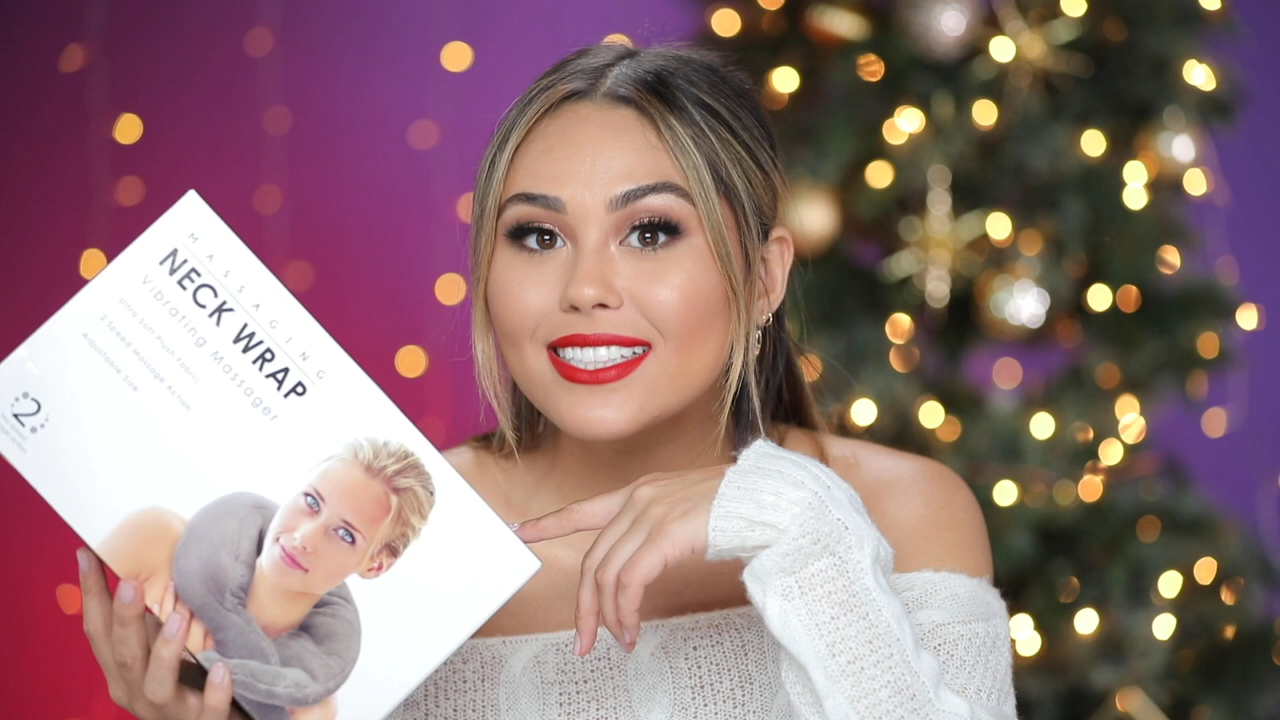 MASSAGING
NECK WRAP
Vibrating Massager
Ultra Soft Plush Fabric
2 Speed Massage Action
Adjustable Size
2